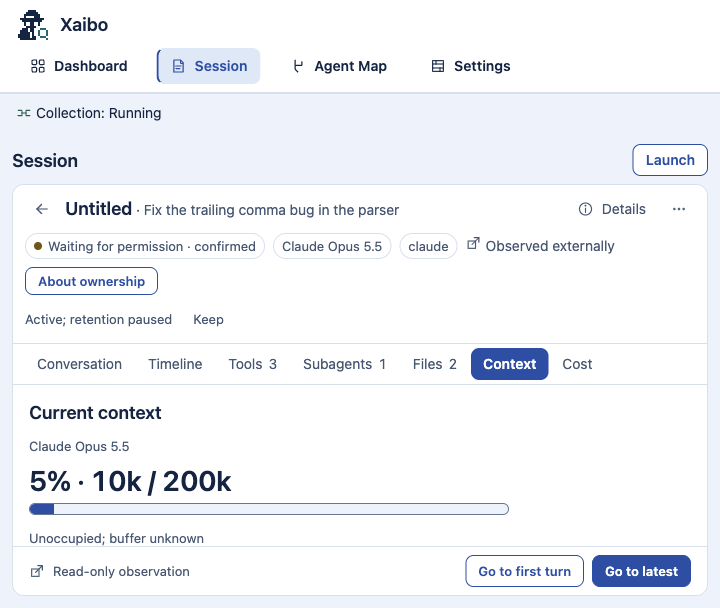 Xaibo
Dashboard Session Agent Map Settings
Collection: Running
Session Launch
Untitled · Fix the trailing comma bug in the parser Details ···
Waiting for permission · confirmed Claude Opus 5.5 claude Observed externally
About ownership
Active; retention paused Keep
Conversation Timeline Tools 3 Subagents 1 Files 2 Context Cost
Current context
Claude Opus 5.5
5% · 10k / 200k
Unoccupied; buffer unknown
Read-only observation Go to first turn Go to latest